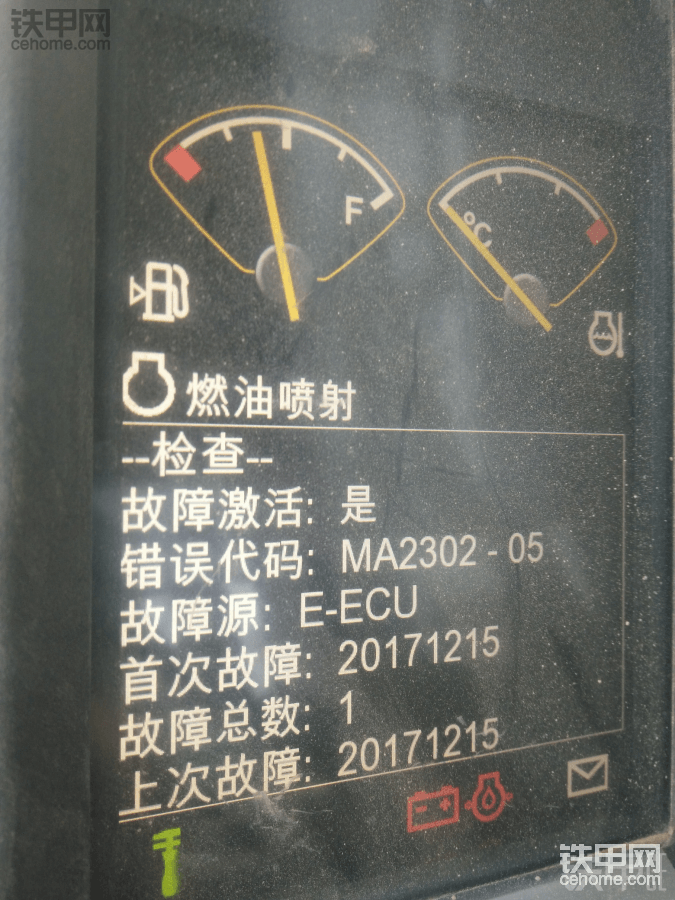 铁甲网
cehome.com
F
°C
燃油喷射
--检查--
故障激活: 是
错误代码: MA2302 - 05
故障源: E-ECU
首次故障: 20171215
故障总数: 1
上次故障: 20171215
铁甲网
cehome.com